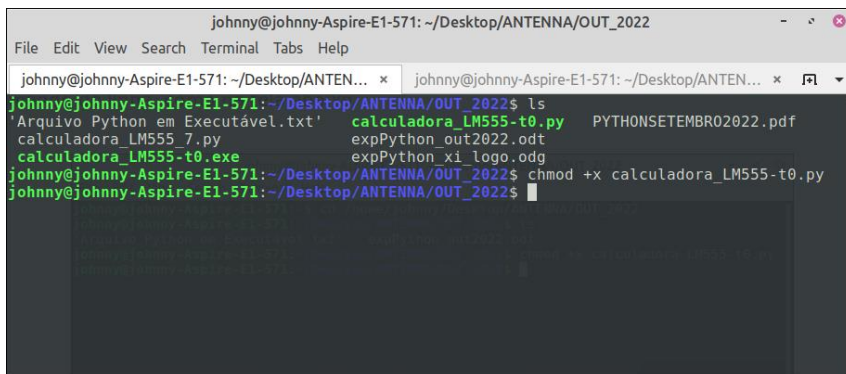 johnny@johnny-Aspire-E1-571: ~/Desktop/ANTENNA/OUT_2022
File Edit View Search Terminal Tabs Help
johnny@johnny-Aspire-E1-571: ~/Desktop/ANTEN... × johnny@johnny-Aspire-E1-571: ~/Desktop/ANTEN... ×
johnny@johnny-Aspire-E1-571:~/Desktop/ANTENNA/OUT_2022$ ls
'Arquivo Python em Executável.txt' calculadora_LM555-t0.py PYTHONSETEMBRO2022.pdf
calculadora_LM555_7.py expPython_out2022.odt
calculadora_LM555-t0.exe expPython_xi_logo.odg
johnny@johnny-Aspire-E1-571:~/Desktop/ANTENNA/OUT_2022$ chmod +x calculadora_LM555-t0.py
johnny@johnny-Aspire-E1-571:~/Desktop/ANTENNA/OUT_2022$